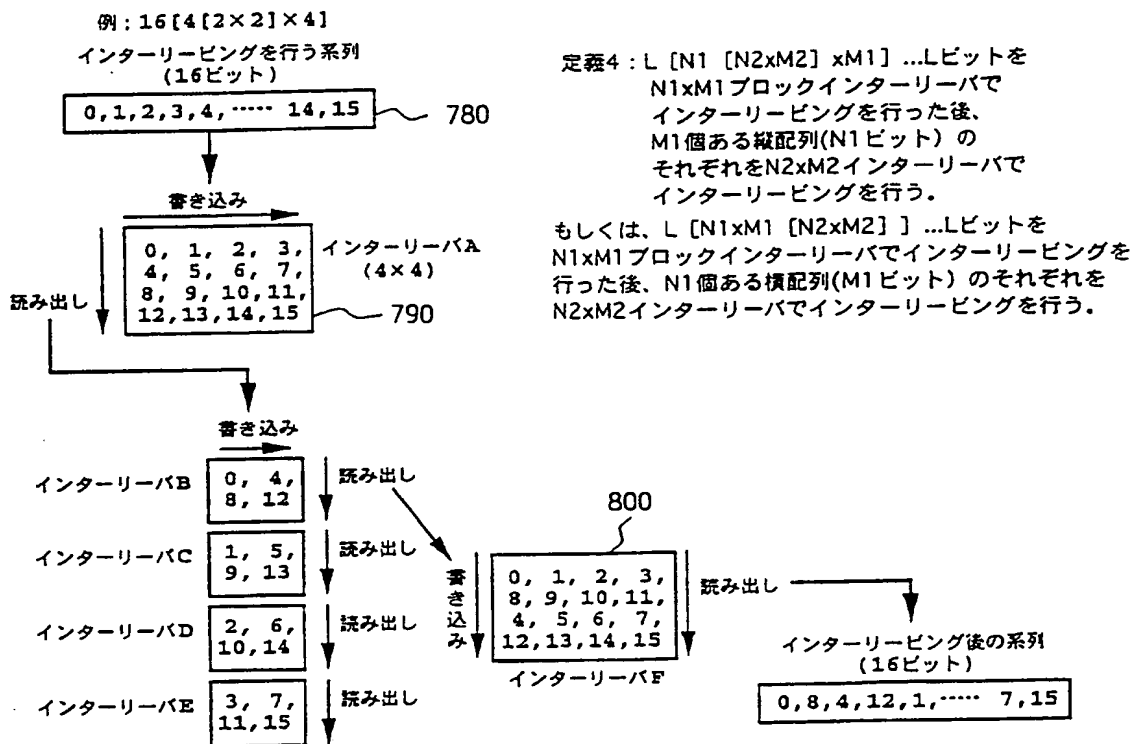 例：16[4[2×2]×4]
インターリービングを行う系列
(16ビット)
0,1,2,3,4,····· 14,15
780
書き込み
読み出し
0, 1, 2, 3,
4, 5, 6, 7,
8, 9, 10,11,
12,13,14,15
インターリーバA
(4×4)
790
定義4：L [N1 [N2xM2] xM1] ...Lビットを
N1xM1ブロックインターリーバで
インターリービングを行った後、
M1個ある縦配列(N1ビット) の
それぞれをN2xM2インターリーバで
インターリービングを行う。
もしくは、L [N1xM1 [N2xM2] ] ...Lビットを
N1xM1ブロックインターリーバでインターリービングを
行った後、N1個ある横配列(M1ビット) のそれぞれを
N2xM2インターリーバでインターリービングを行う。
書き込み
インターリーバB
0, 4,
8, 12
読み出し
インターリーバC
1, 5,
9, 13
読み出し
インターリーバD
2, 6,
10,14
読み出し
インターリーバE
3, 7,
11,15
読み出し
800
書き込み
0, 1, 2, 3,
8, 9, 10,11,
4, 5, 6, 7,
12,13,14,15
読み出し
インターリーバF
インターリービング後の系列
(16ビット)
0,8,4,12,1,····· 7,15